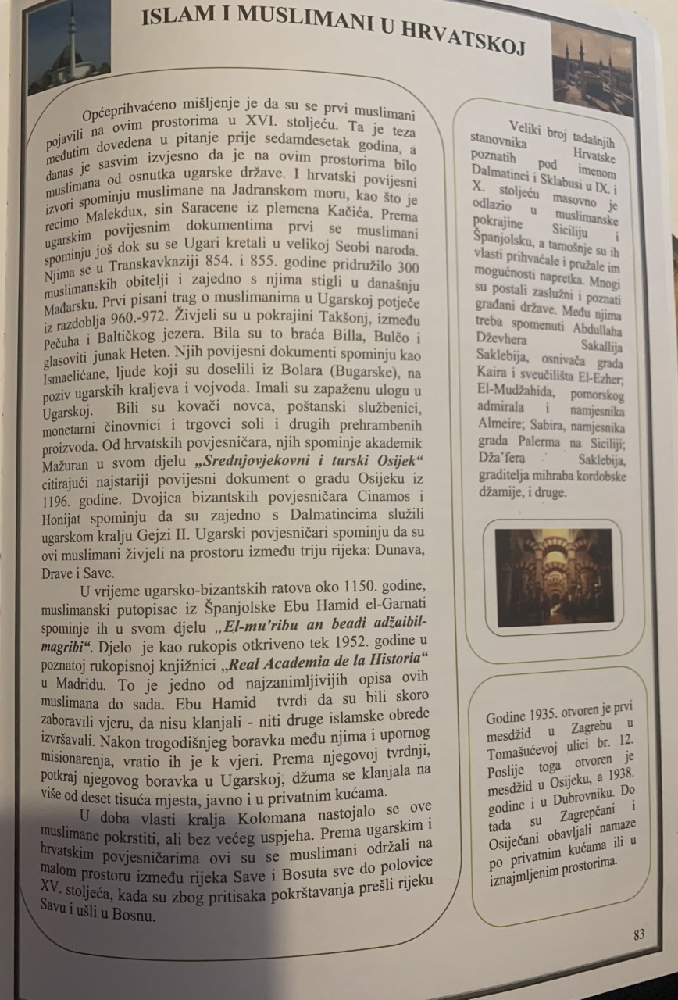 ISLAM I MUSLIMANI U HRVATSKOJ
Općeprihvaćeno mišljenje je da su se prvi muslimani
pojavili na ovim prostorima u XVI. stoljeću. Ta je teza
međutim dovedena u pitanje prije sedamdesetak godina, a
danas je sasvim izvjesno da je na ovim prostorima bilo
muslimana od osnutka ugarske države. I hrvatski povijesni
izvori spominju muslimane na Jadranskom moru, kao što je
recimo Malekdux, sin Saracene iz plemena Kačića. Prema
ugarskim povijesnim dokumentima prvi se muslimani
spominju još dok su se Ugari kretali u velikoj Seobi naroda.
Njima se u Transkavkaziji 854. i 855. godine pridružilo 300
muslimanskih obitelji i zajedno s njima stigli u današnju
Mađarsku. Prvi pisani trag o muslimanima u Ugarskoj potječe
iz razdoblja 960.-972. Živjeli su u pokrajini Takšonj, između
Pečuha i Baltičkog jezera. Bila su to braća Billa, Bulčo i
glasoviti junak Heten. Njih povijesni dokumenti spominju kao
Ismaelićane, ljude koji su doselili iz Bolara (Bugarske), na
poziv ugarskih kraljeva i vojvoda. Imali su zapaženu ulogu u
Ugarskoj. Bili su kovači novca, poštanski službenici,
monetarni činovnici i trgovci soli i drugih prehrambenih
proizvoda. Od hrvatskih povjesničara, njih spominje akademik
Mažuran u svom djelu „Srednjovjekovni i turski Osijek“
citirajući najstariji povijesni dokument o gradu Osijeku iz
1196. godine. Dvojica bizantskih povjesničara Cinamos i
Honijat spominju da su zajedno s Dalmatincima služili
ugarskom kralju Gejzi II. Ugarski povjesničari spominju da su
ovi muslimani živjeli na prostoru između triju rijeka: Dunava,
Drave i Save.
U vrijeme ugarsko-bizantskih ratova oko 1150. godine,
muslimanski putopisac iz Španjolske Ebu Hamid el-Garnati
spominje ih u svom djelu „El-mu'ribu an beadi adžaibil-
magribi“. Djelo je kao rukopis otkriveno tek 1952. godine u
poznatoj rukopisnoj knjižnici „Real Academia de la Historia“
u Madridu. To je jedno od najzanimljivijih opisa ovih
muslimana do sada. Ebu Hamid tvrdi da su bili skoro
zaboravili vjeru, da nisu klanjali - niti druge islamske obrede
izvršavali. Nakon trogodišnjeg boravka među njima i upornog
misionarenja, vratio ih je k vjeri. Prema njegovoj tvrdnji,
potkraj njegovog boravka u Ugarskoj, džuma se klanjala na
više od deset tisuća mjesta, javno i u privatnim kućama.
U doba vlasti kralja Kolomana nastojalo se ove
muslimane pokrstiti, ali bez većeg uspjeha. Prema ugarskim i
hrvatskim povjesničarima ovi su se muslimani održali na
malom prostoru između rijeka Save i Bosuta sve do polovice
XV. stoljeća, kada su zbog pritisaka pokrštavanja prešli rijeku
Savu i ušli u Bosnu.
Veliki broj tadašnjih
stanovnika Hrvatske
poznatih pod imenom
Dalmatinci i Sklabusi u IX. i
X. stoljeću masovno je
odlazio u muslimanske
pokrajine Siciliju i
Španjolsku, a tamošnje su ih
vlasti prihvaćale i pružale im
mogućnosti napretka. Mnogi
su postali zaslužni i poznati
građani države. Među njima
treba spomenuti Abdullaha
Dževhera Sakallija
Saklebija, osnivača grada
Kaira i sveučilišta El-Ezher;
El-Mudžahida, pomorskog
admirala i namjesnika
Almeire; Sabira, namjesnika
grada Palerma na Siciliji;
Dža'fera Saklebija,
graditelja mihraba kordobske
džamije, i druge.
Godine 1935. otvoren je prvi
mesdžid u Zagrebu u
Tomašućevoj ulici br. 12.
Poslije toga otvoren je
mesdžid u Osijeku, a 1938.
godine i u Dubrovniku. Do
tada su Zagrepčani i
Osiječani obavljali namaze
po privatnim kućama ili u
iznajmljenim prostorima.
83